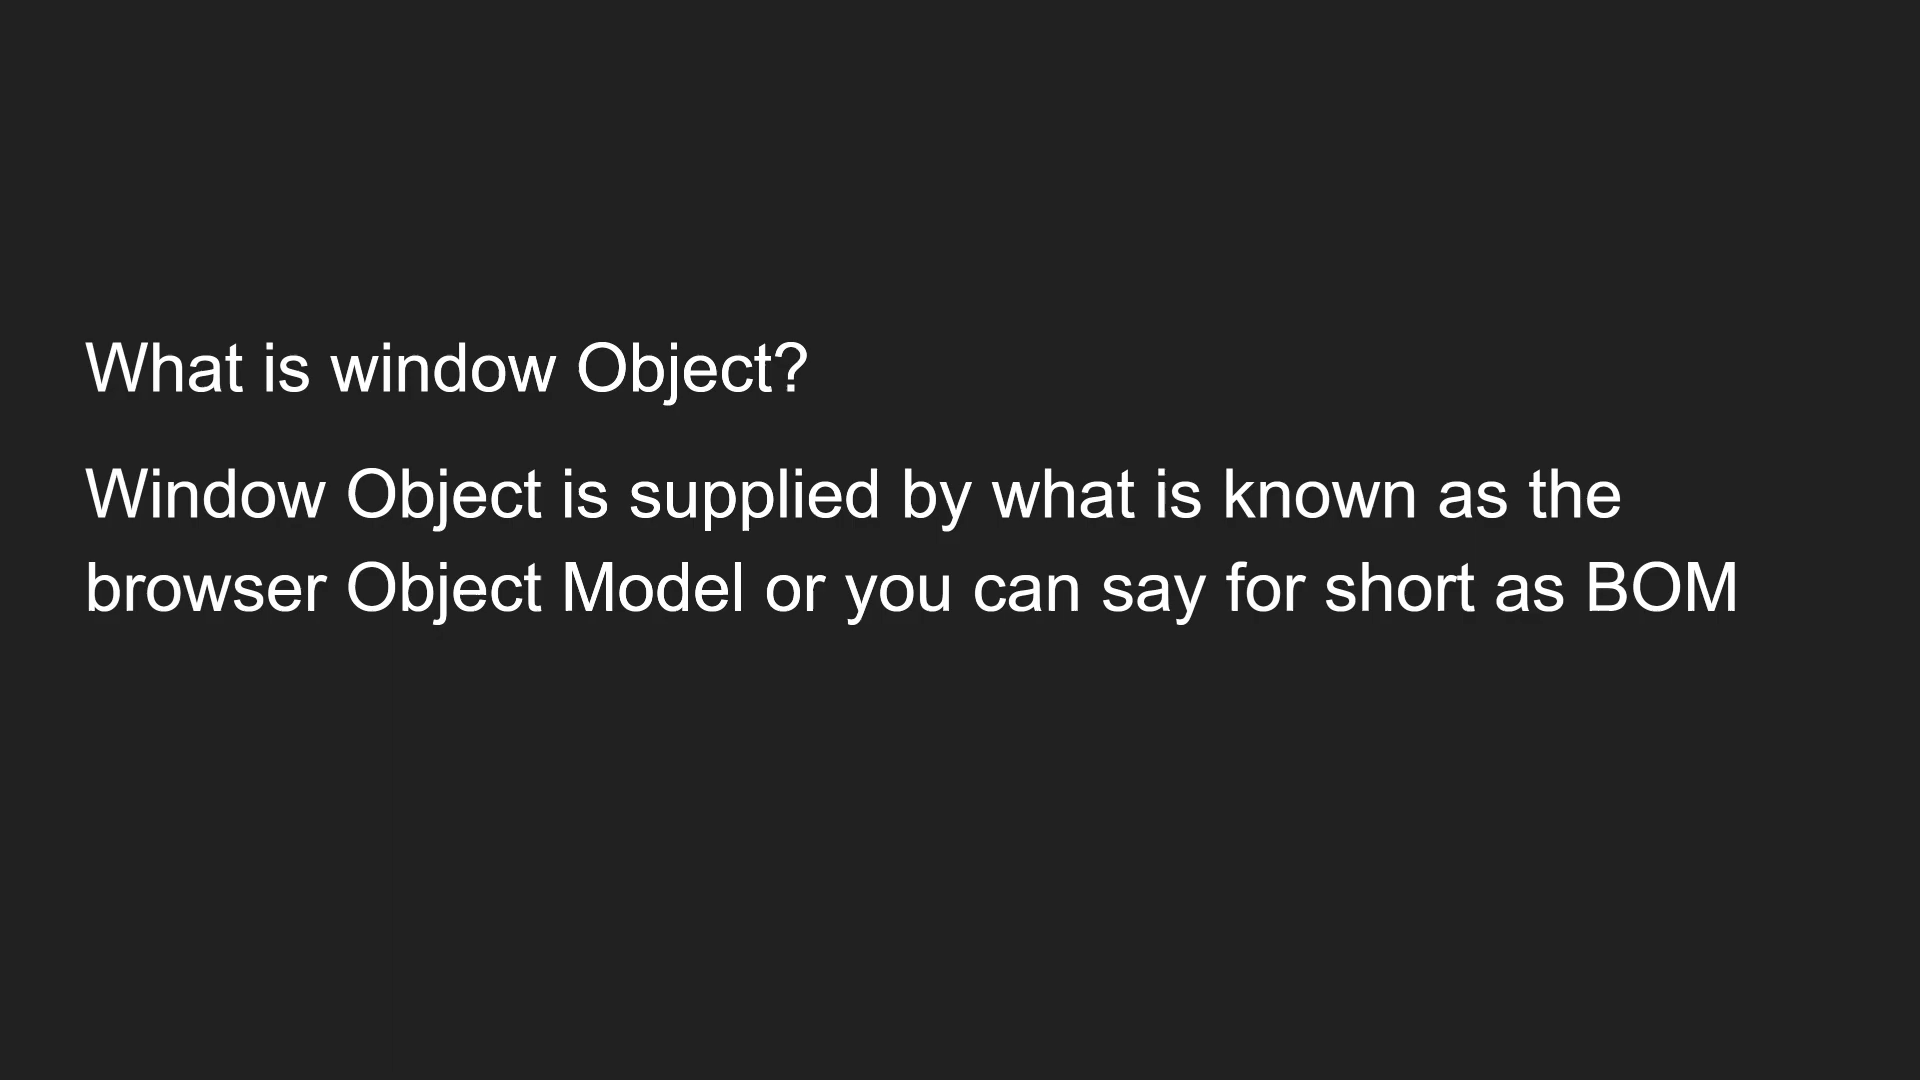 What is window Object?
Window Object is supplied by what is known as the
browser Object Model or you can say for short as BOM